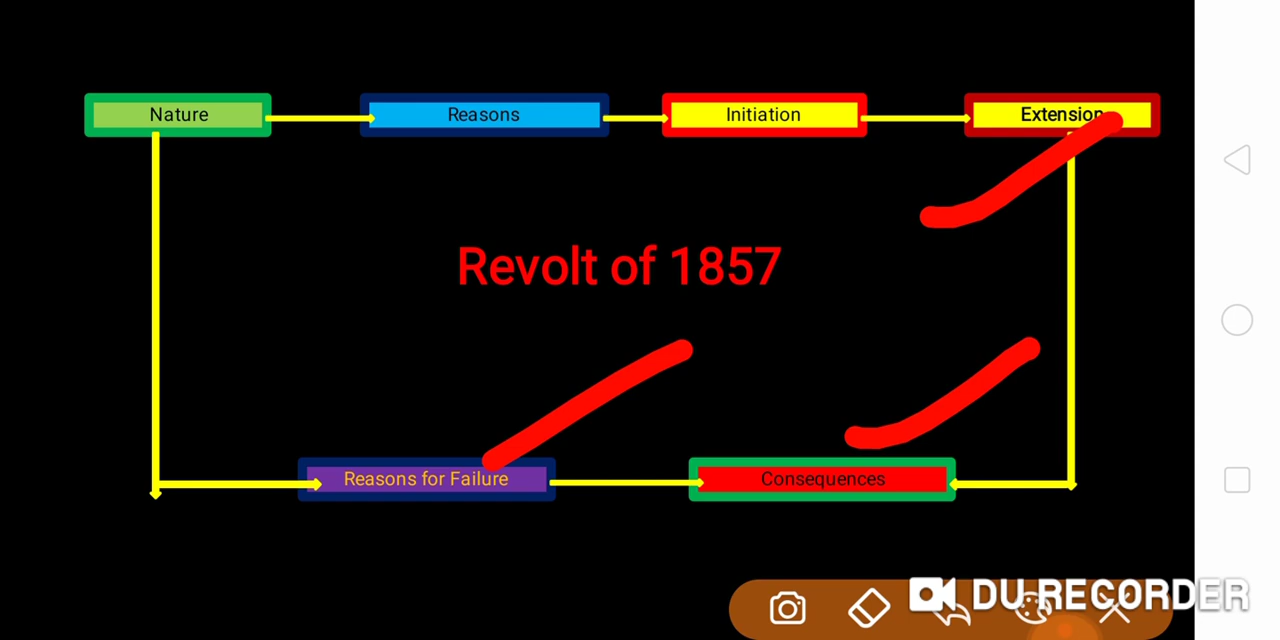 Nature
Reasons
Initiation
Extension
Revolt of 1857
Reasons for Failure
Consequences
DU RECORDER